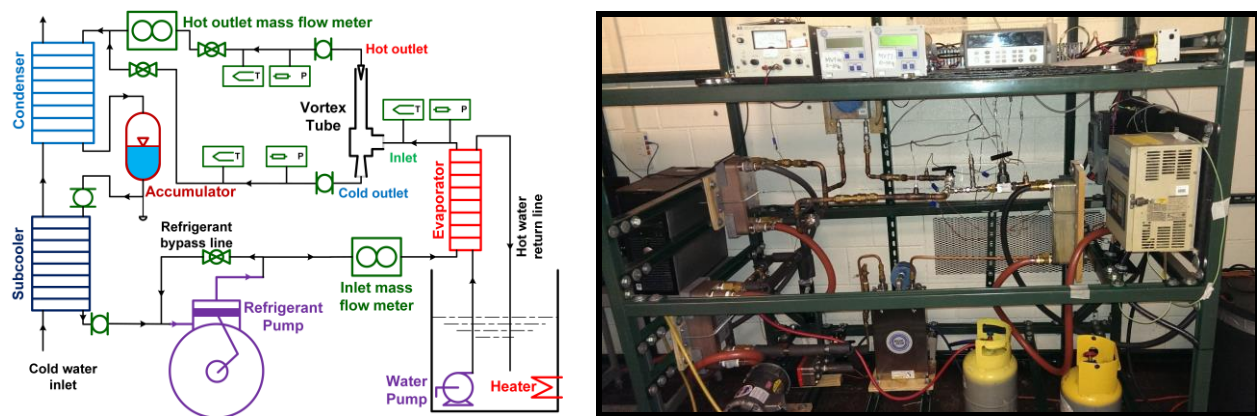 Hot outlet mass flow meter
Condenser
T
P
Hot outlet
Vortex
Tube
T
P
Inlet
T
P
Accumulator
Cold outlet
Evaporator
Hot water
return line
Subcooler
Refrigerant
bypass line
Inlet mass
flow meter
Refrigerant
Pump
Cold water
inlet
Water
Pump
Heater